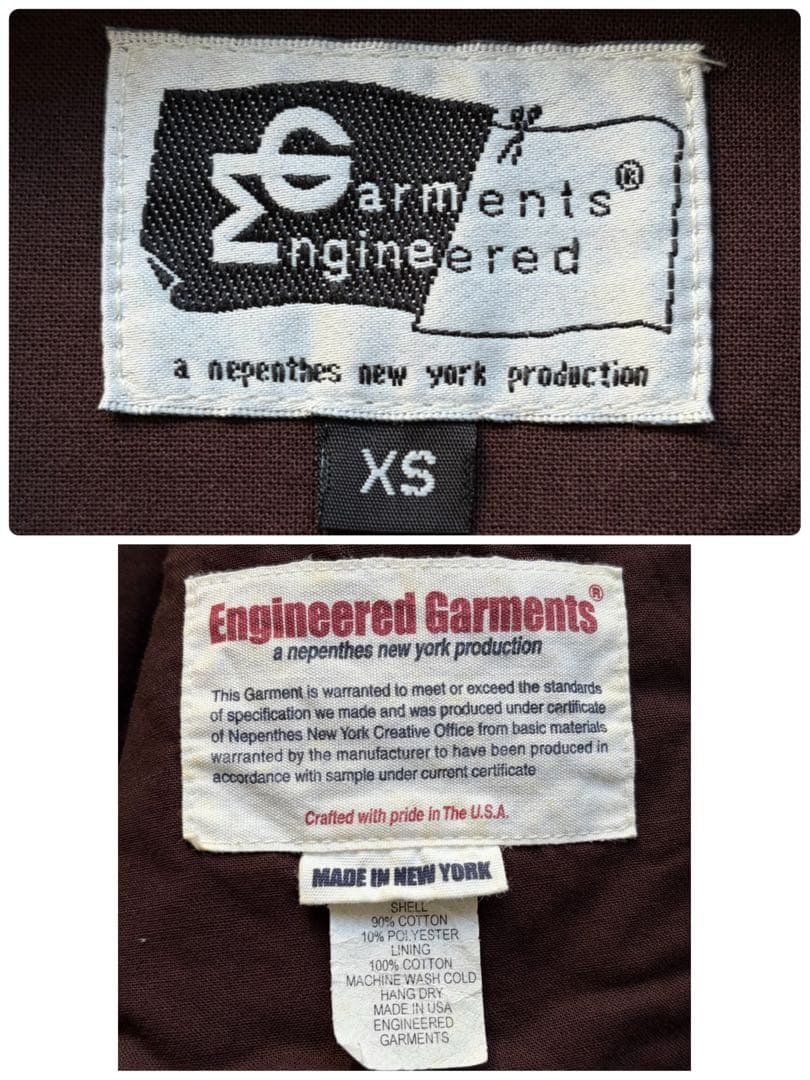 Garments®
Engineered
a nepenthes new york production
XS
Engineered Garments®
a nepenthes new york production
This Garment is warranted to meet or exceed the standards
of specification we made and was produced under certificate
of Nepenthes New York Creative Office from basic materials
warranted by the manufacturer to have been produced in
accordance with sample under current certificate
Crafted with pride in The U.S.A.
MADE IN NEW YORK
SHELL
90% COTTON
10% POLYESTER
LINING
100% COTTON
MACHINE WASH COLD
HANG DRY
MADE IN USA
ENGINEERED
GARMENTS